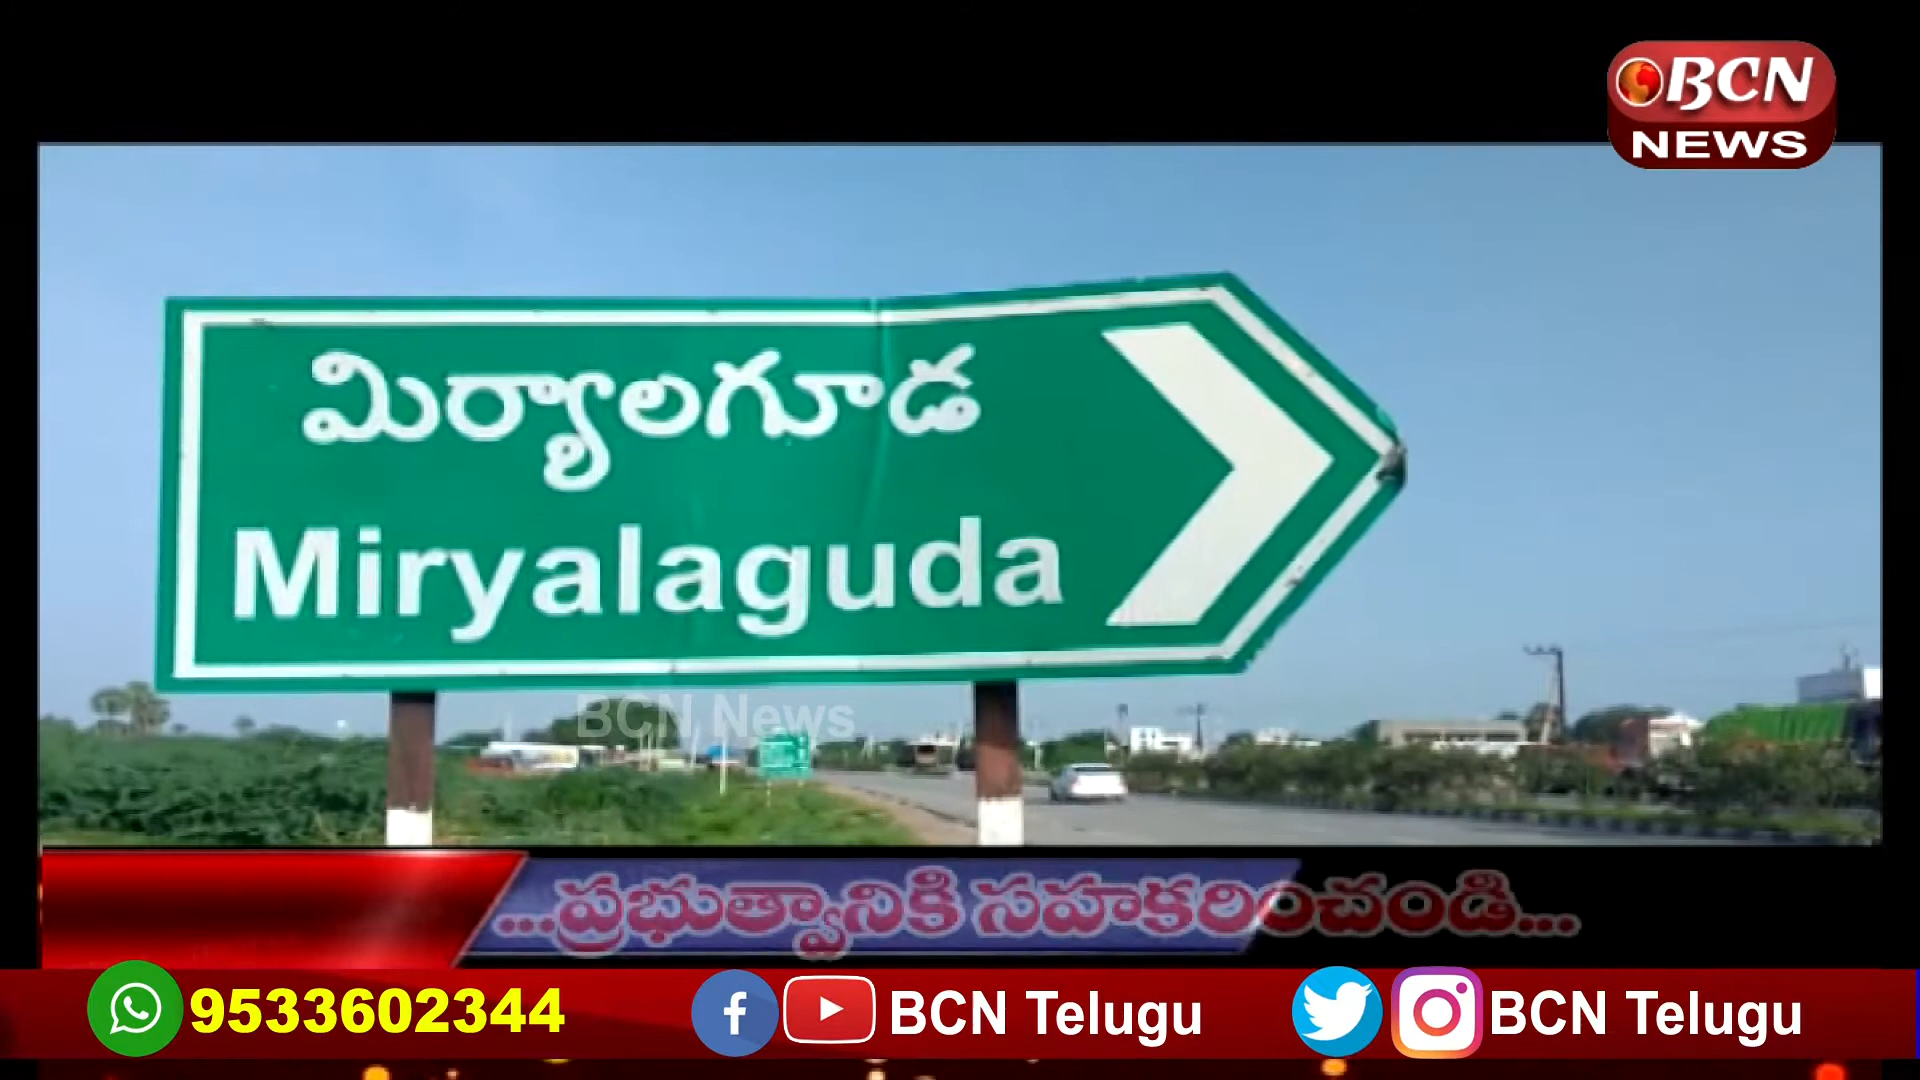 BCN
NEWS
మిర్యాలగూడ
Miryalaguda
BCN News
...ప్రభుత్వానికి సహకరించండి...
9533602344
BCN Telugu
BCN Telugu